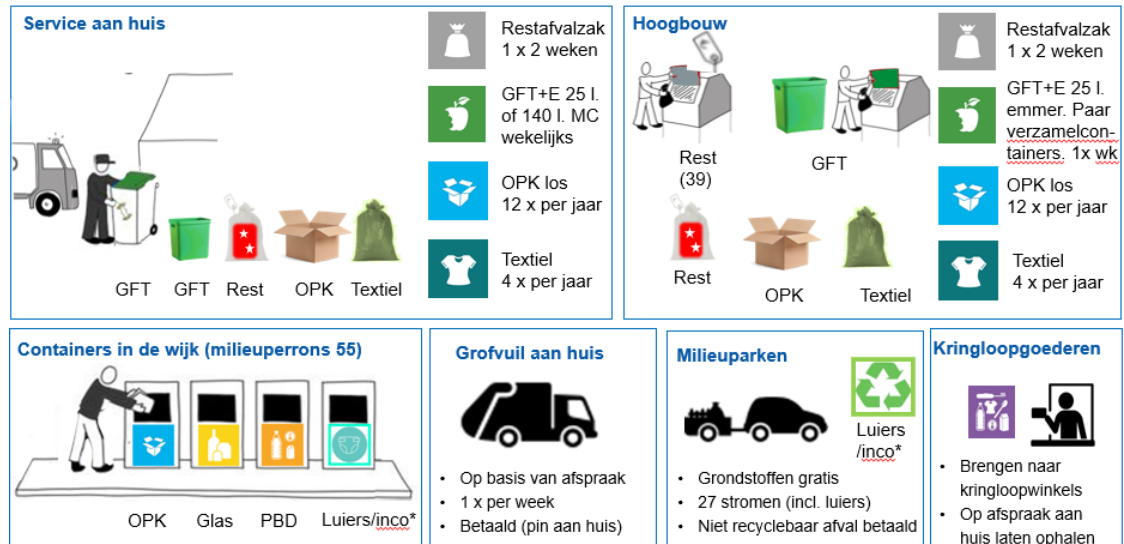 Service aan huis
Restafvalzak
1 x 2 weken
GFT+E 25 l.
of 140 l. MC
wekelijks
OPK los
12 x per jaar
Textiel
4 x per jaar
GFT GFT Rest OPK Textiel
Hoogbouw
Restafvalzak
1 x 2 weken
GFT+E 25 l.
emmer. Paar
verzamelcon-
tainers. 1x wk
OPK los
12 x per jaar
Textiel
4 x per jaar
Rest
(39)
GFT
Rest
OPK
Textiel
Containers in de wijk (milieuperrons 55)
OPK Glas PBD Luiers/inco*
Grofvuil aan huis
• Op basis van afspraak
• 1 x per week
• Betaald (pin aan huis)
Milieuparken
Luiers
/inco*
• Grondstoffen gratis
• 27 stromen (incl. luiers)
• Niet recyclebaar afval betaald
Kringloopgoederen
• Brengen naar
kringloopwinkels
• Op afspraak aan
huis laten ophalen